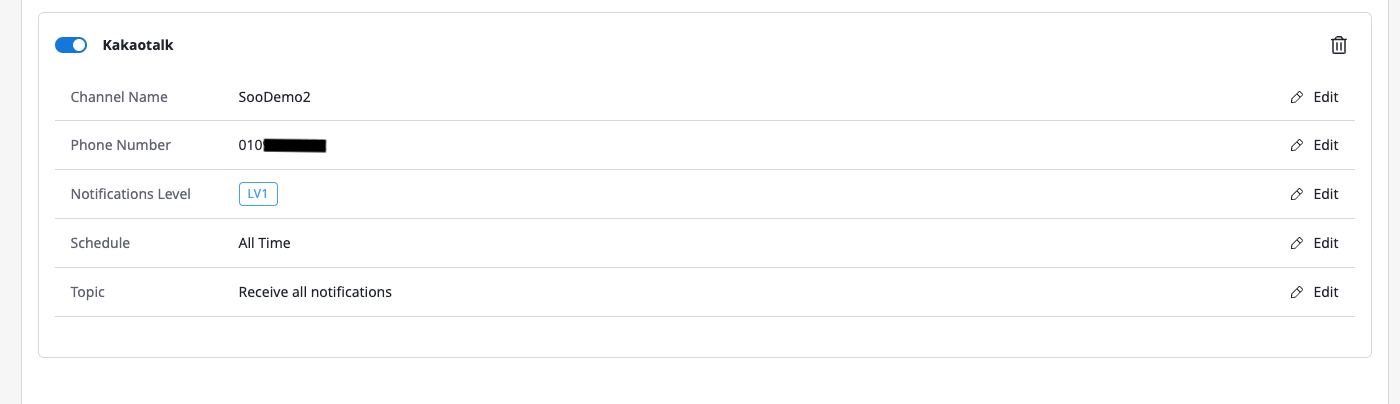 Kakaotalk
Channel Name SooDemo2 Edit
Phone Number 010 Edit
Notifications Level LV1 Edit
Schedule All Time Edit
Topic Receive all notifications Edit